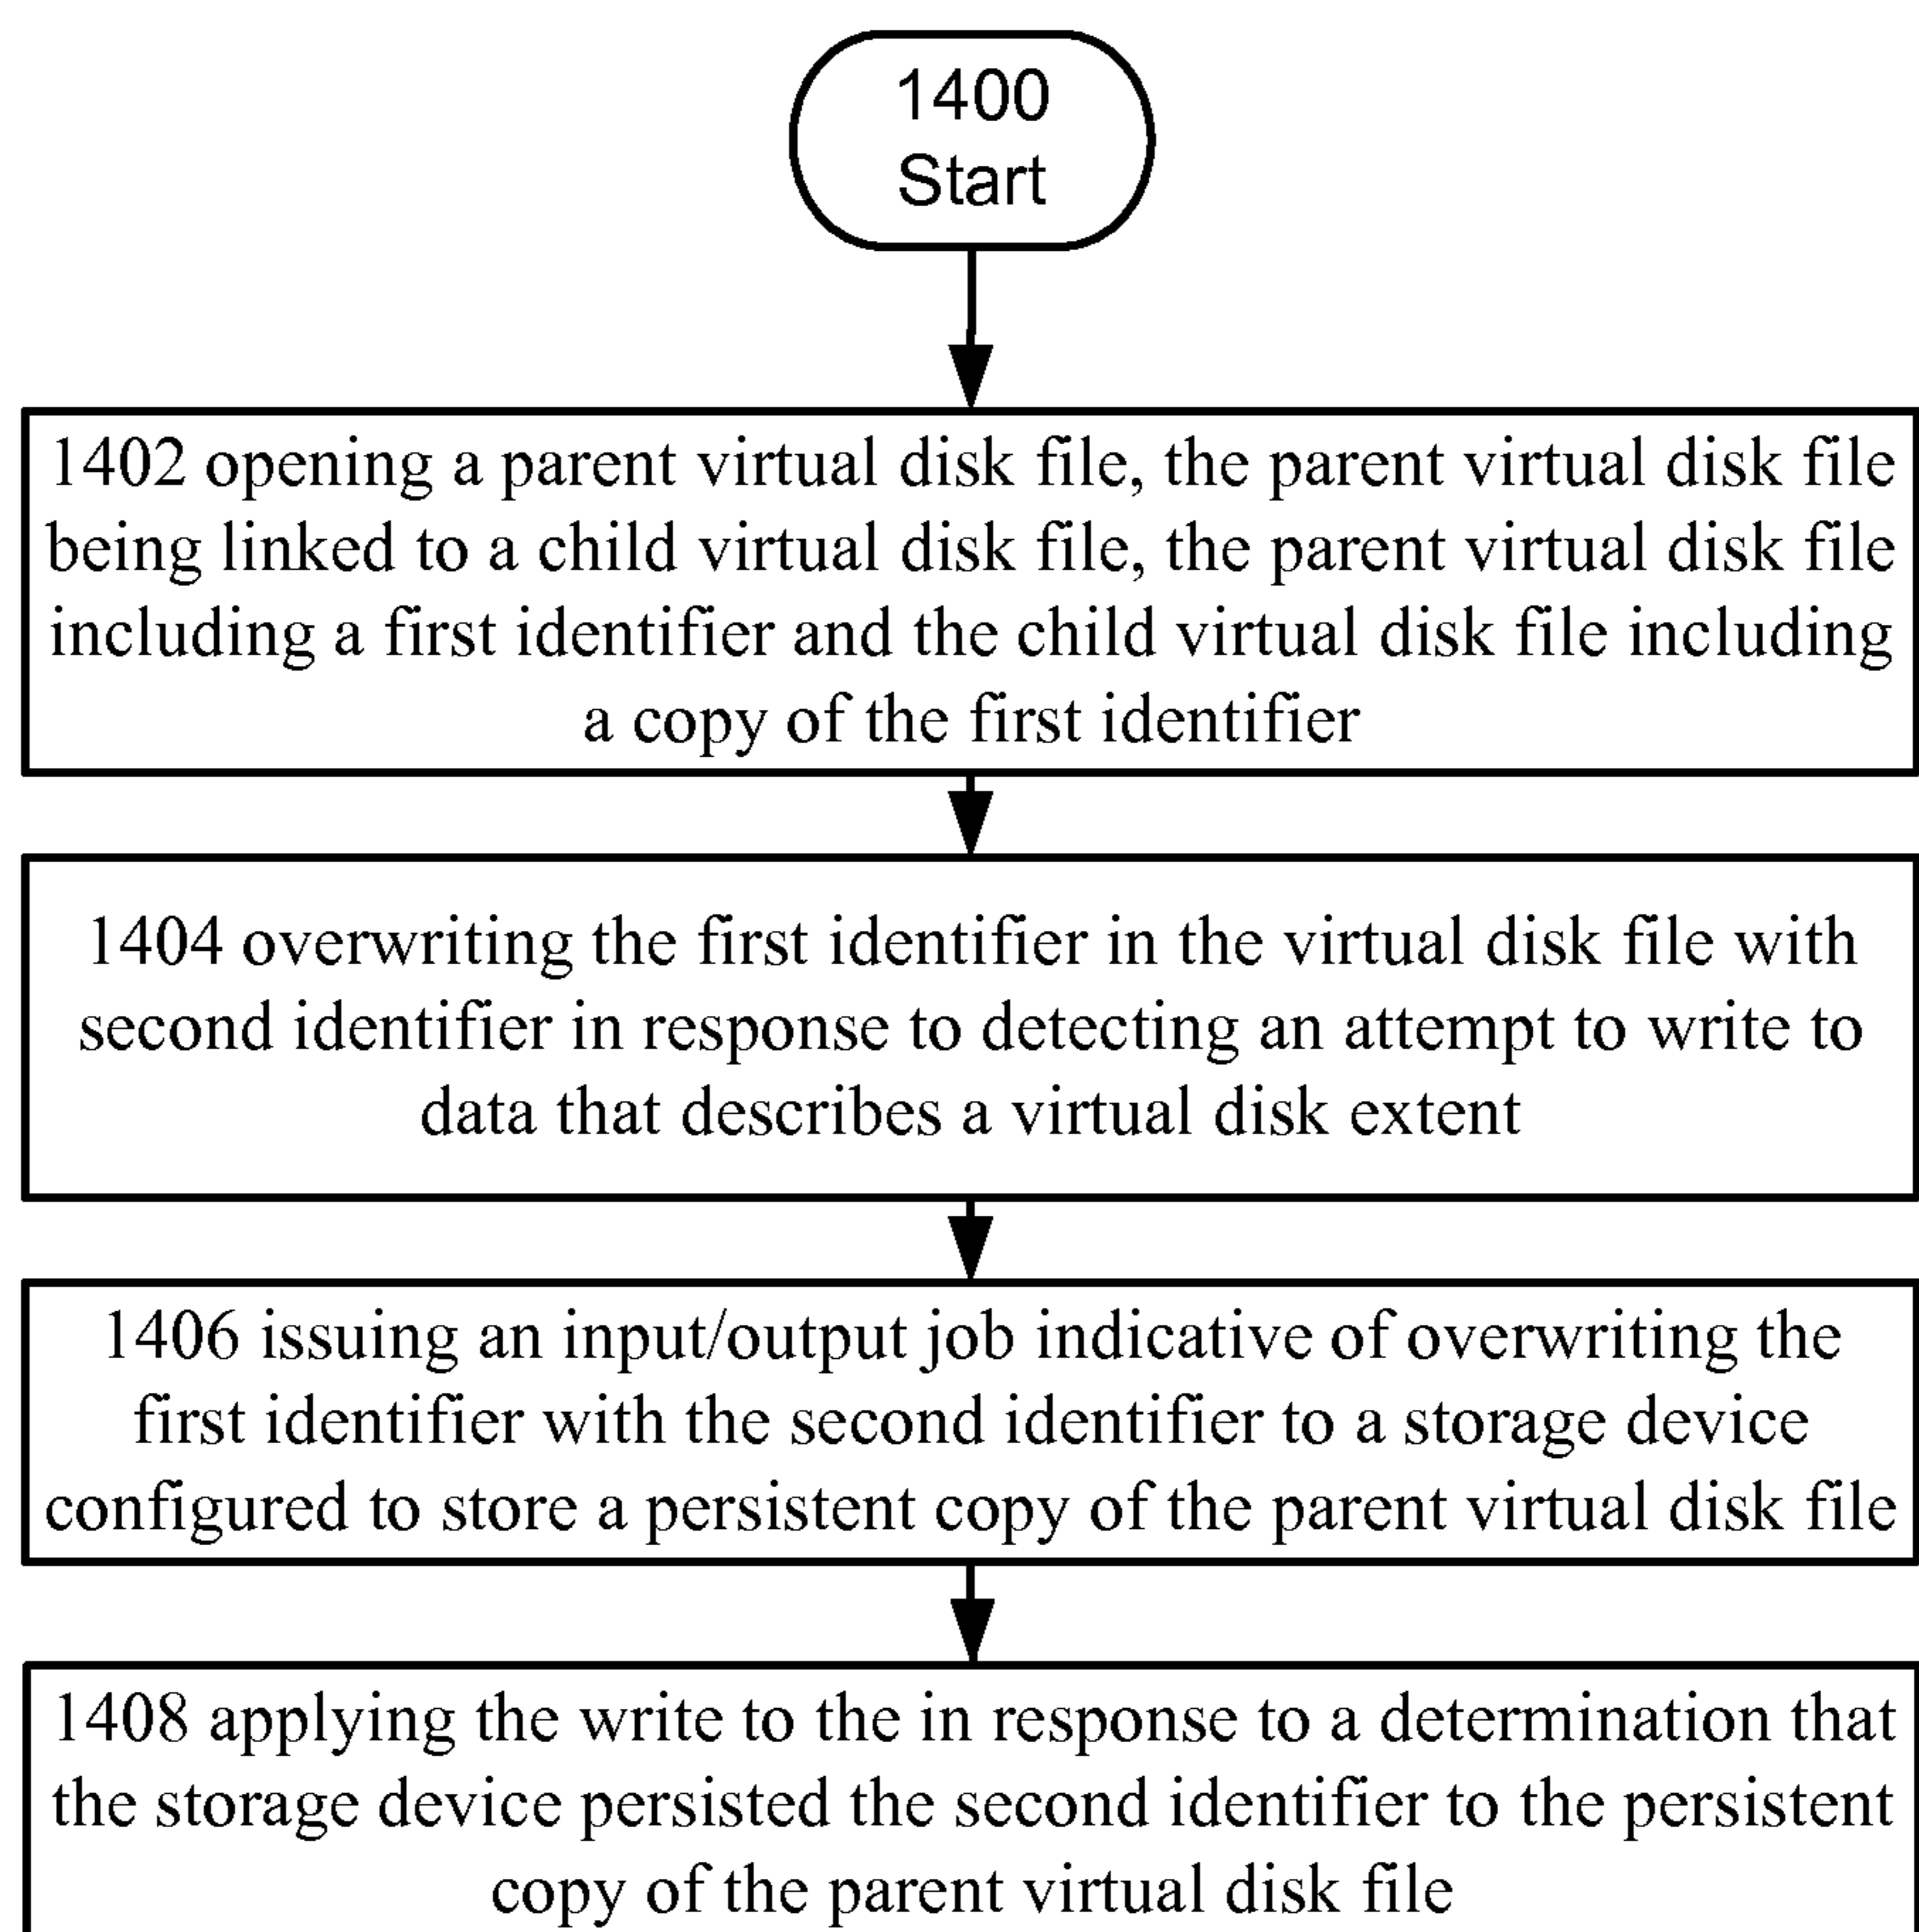 1400
Start
1402 opening a parent virtual disk file, the parent virtual disk file
being linked to a child virtual disk file, the parent virtual disk file
including a first identifier and the child virtual disk file including
a copy of the first identifier
1404 overwriting the first identifier in the virtual disk file with
second identifier in response to detecting an attempt to write to
data that describes a virtual disk extent
1406 issuing an input/output job indicative of overwriting the
first identifier with the second identifier to a storage device
configured to store a persistent copy of the parent virtual disk file
1408 applying the write to the in response to a determination that
the storage device persisted the second identifier to the persistent
copy of the parent virtual disk file